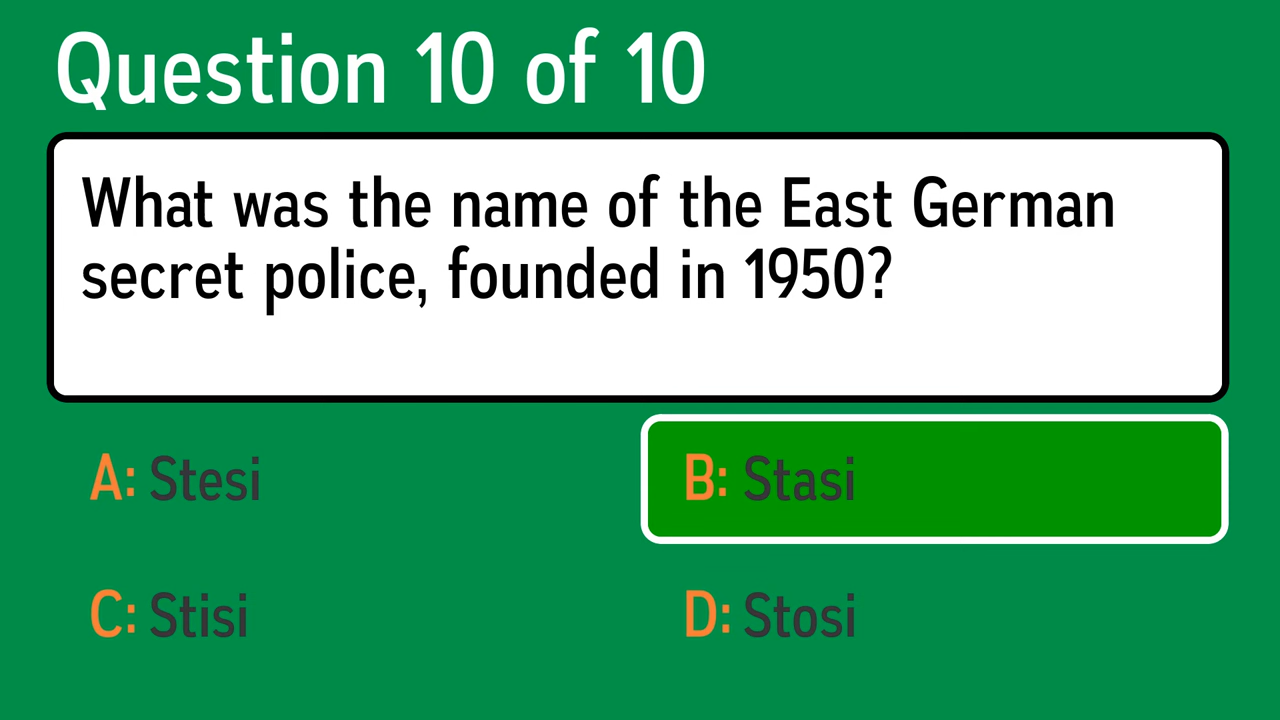 Question 10 of 10
What was the name of the East German
secret police, founded in 1950?
A: Stesi
B: Stasi
C: Stisi
D: Stosi